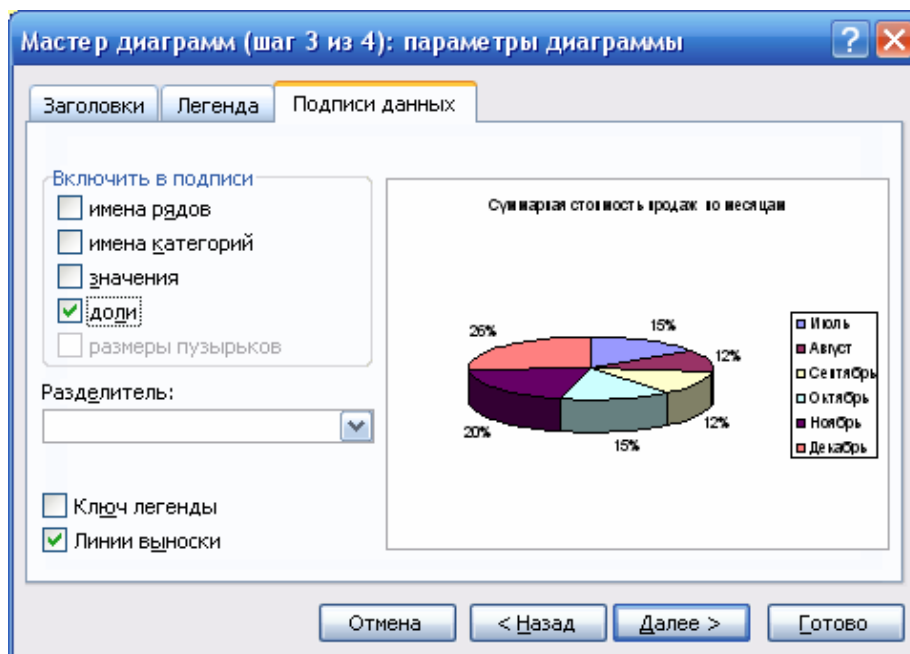 Мастер диаграмм (шаг 3 из 4): параметры диаграммы
Заголовки
Легенда
Подписи данных
Включить в подписи
имена рядов
имена категорий
значения
доли
размеры пузырьков
Разделитель:
Ключ легенды
Линии выноски
Суммарная стоимость продаж по месяцам
26%
15%
12%
12%
15%
20%
Июль
Август
Сентябрь
Октябрь
Ноябрь
Декабрь
Отмена
< Назад
Далее >
Готово